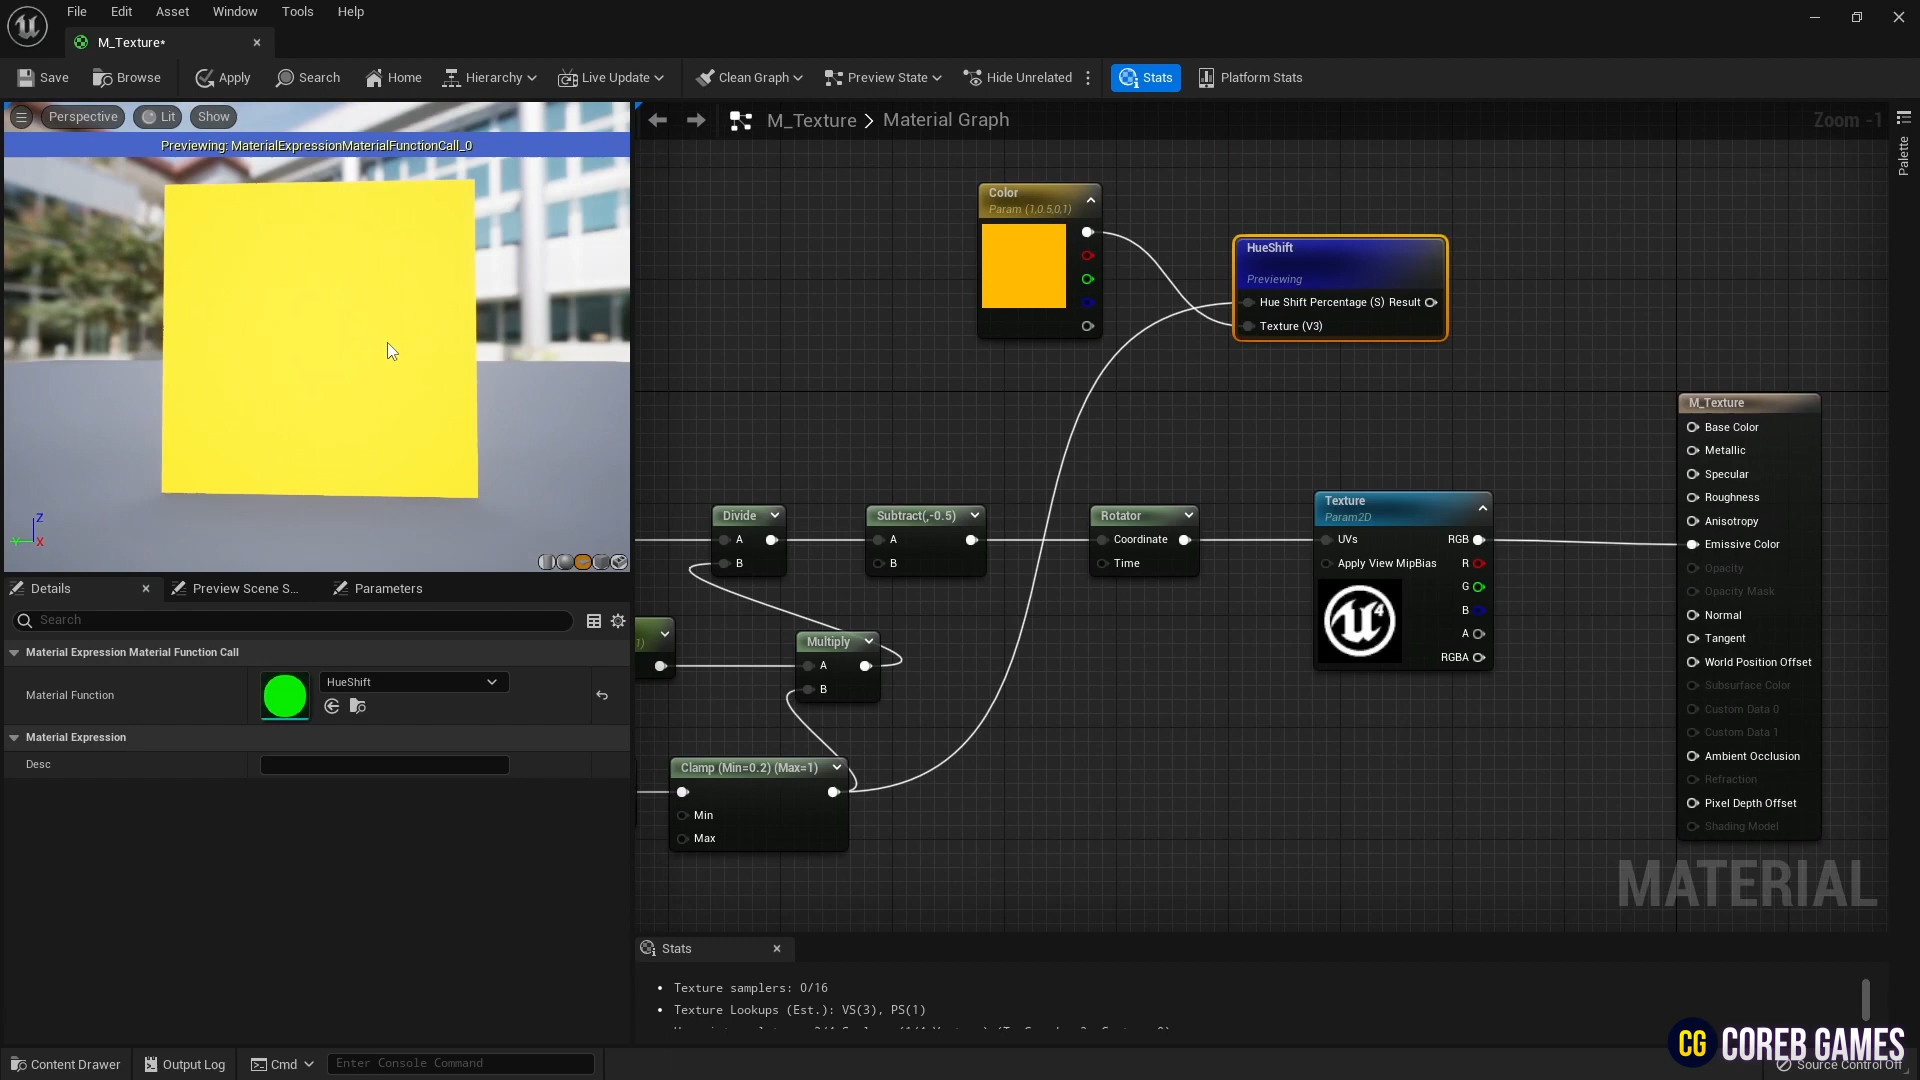 File Edit Asset Window Tools Help
M_Texture*
Save Browse Apply Search Home Hierarchy Live Update Clean Graph Preview State Hide Unrelated Stats Platform Stats
Perspective Lit Show
Previewing: MaterialExpressionMaterialFunctionCall_0
M_Texture > Material Graph
Zoom -1
Palette
Color
Param (1,0.5,0,1)
HueShift
Previewing
Hue Shift Percentage (S) Result
Texture (V3)
M_Texture
Base Color
Metallic
Specular
Roughness
Anisotropy
Emissive Color
Opacity
Opacity Mask
Normal
Tangent
World Position Offset
Subsurface Color
Custom Data 0
Custom Data 1
Ambient Occlusion
Refraction
Pixel Depth Offset
Shading Model
Divide
A
B
Subtract(,-0.5)
A
B
Rotator
Coordinate
Time
Texture
Param2D
UVs RGB
Apply View MipBias R
G
B
A
RGBA
4
1)
Multiply
A
B
Clamp (Min=0.2) (Max=1)
Min
Max
MATERIAL
Z
Y
X
Details Preview Scene S... Parameters
Search
Material Expression Material Function Call
Material Function HueShift
Material Expression
Desc
Stats
Texture samplers: 0/16
Texture Lookups (Est.): VS(3), PS(1)
Content Drawer Output Log Cmd Enter Console Command
CG COREB GAMES
Source Control Off